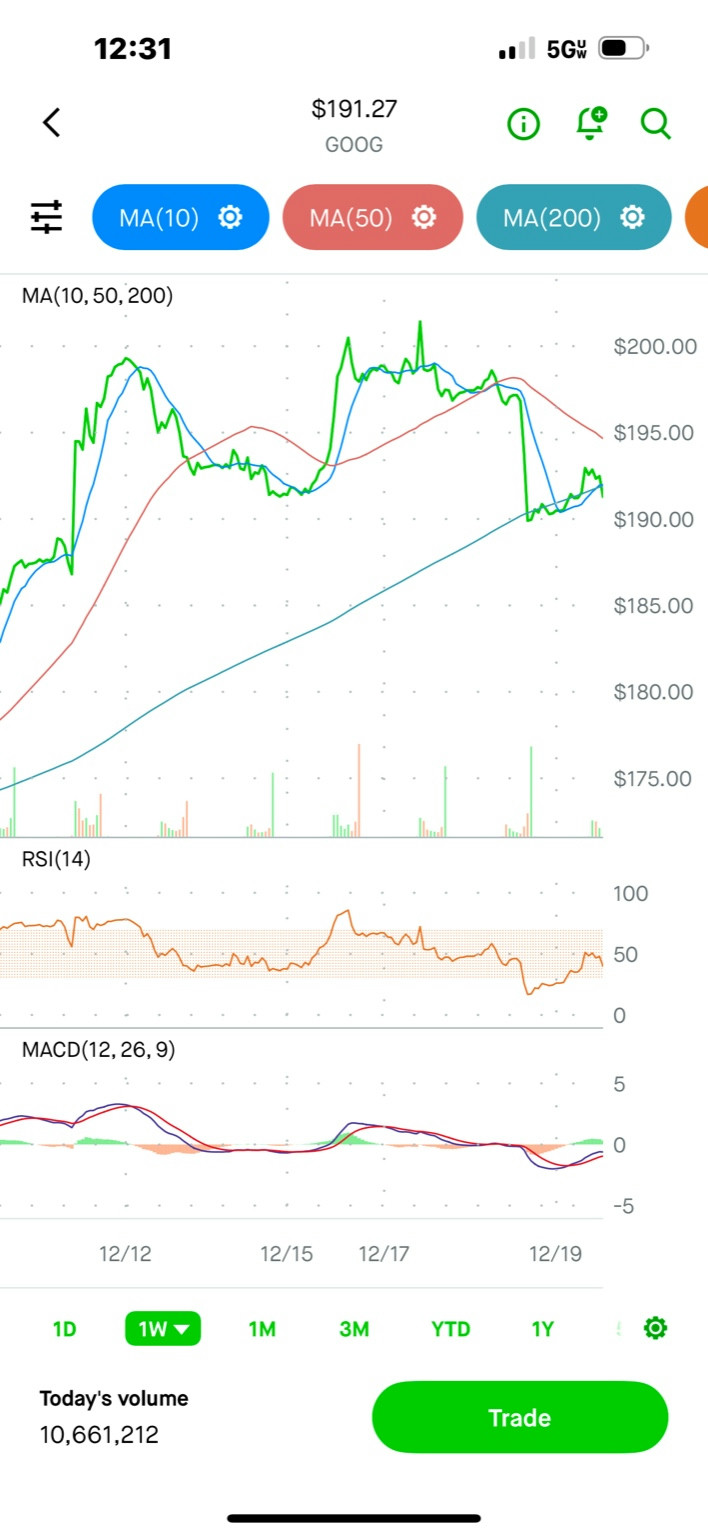 12:31
5GUW
$191.27
GOOG
MA(10)
MA(50)
MA(200)
MA(10, 50, 200)
$200.00
$195.00
$190.00
$185.00
$180.00
$175.00
RSI(14)
100
50
0
MACD(12, 26, 9)
5
0
-5
12/12 12/15 12/17 12/19
1D 1W 1M 3M YTD 1Y
Today's volume
10,661,212
Trade